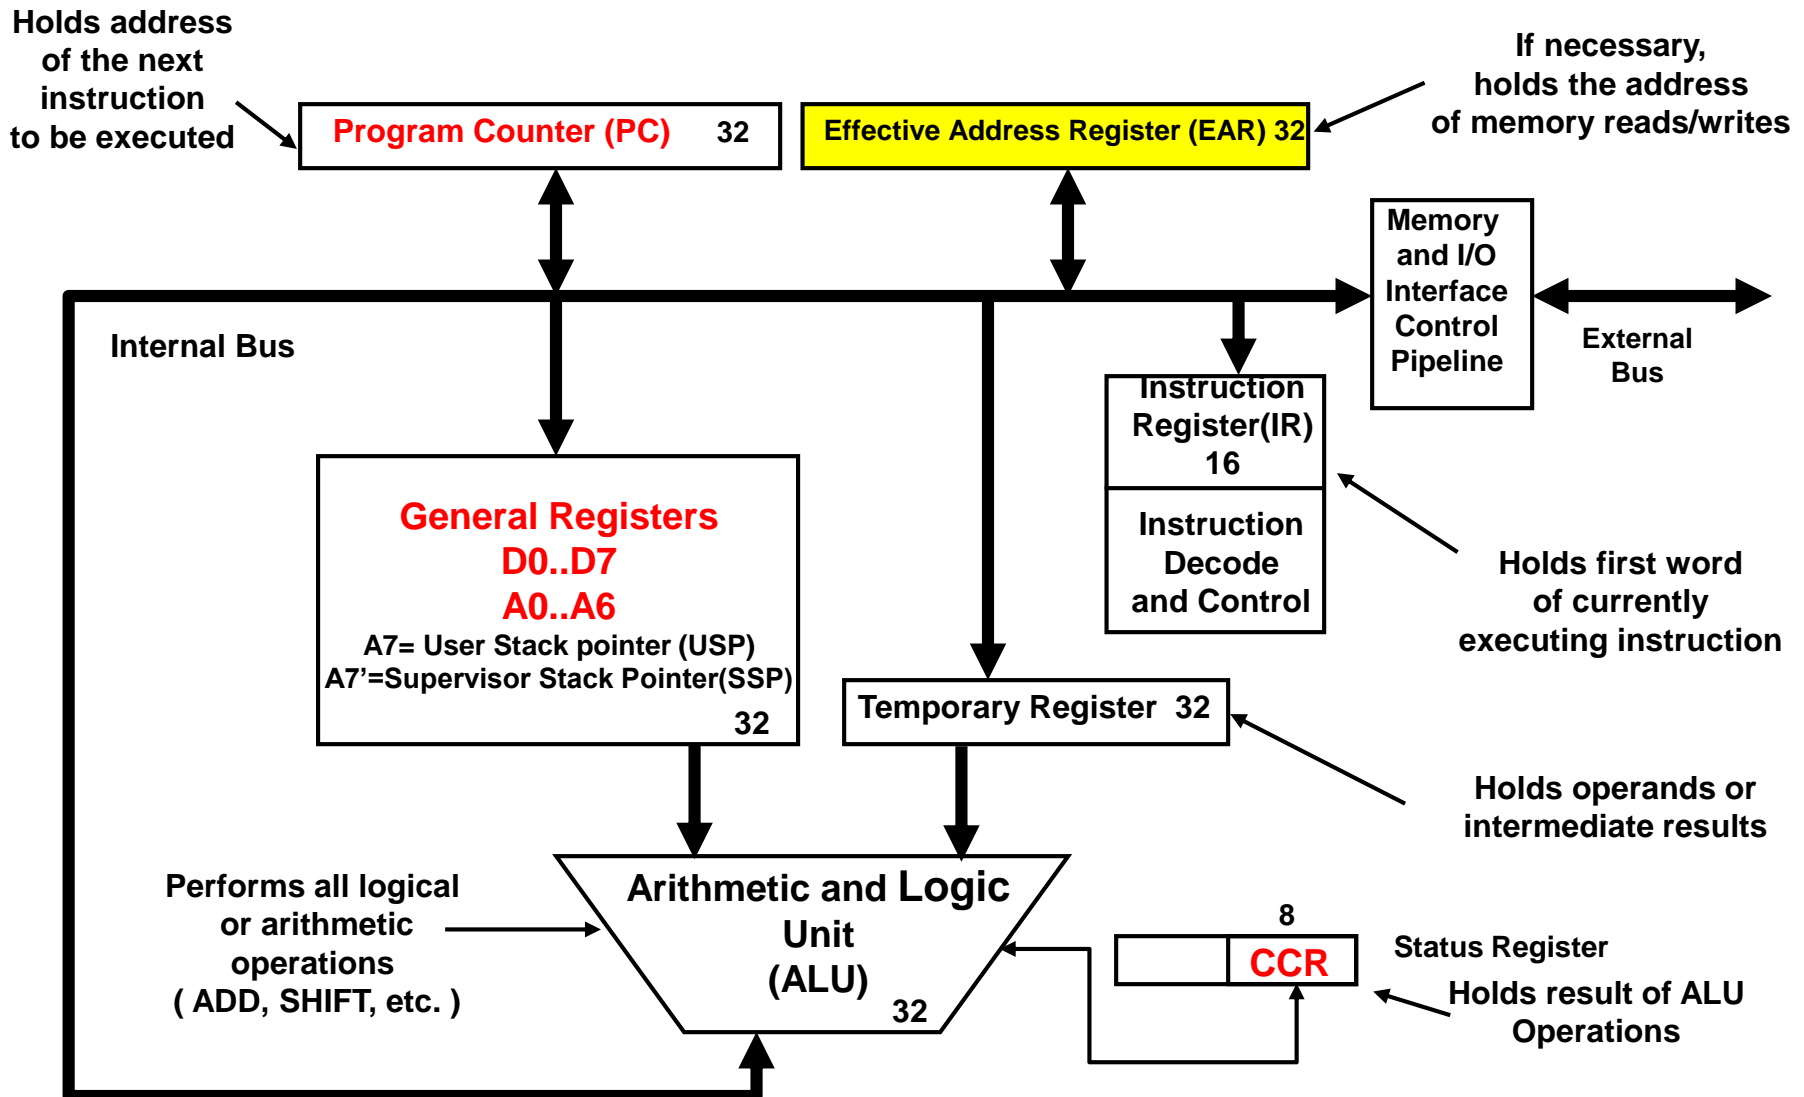 Holds address
of the next
instruction
to be executed
Program Counter (PC) 32
Effective Address Register (EAR) 32
If necessary,
holds the address
of memory reads/writes
Memory
and I/O
Interface
Control
Pipeline
External
Bus
Internal Bus
Instruction
Register(IR)
16
Instruction
Decode
and Control
Holds first word
of currently
executing instruction
General Registers
D0..D7
A0..A6
A7= User Stack pointer (USP)
A7’=Supervisor Stack Pointer(SSP)
32
Temporary Register 32
Holds operands or
intermediate results
Performs all logical
or arithmetic
operations
( ADD, SHIFT, etc. )
Arithmetic and Logic
Unit
(ALU)
32
8
CCR
Status Register
Holds result of ALU
Operations